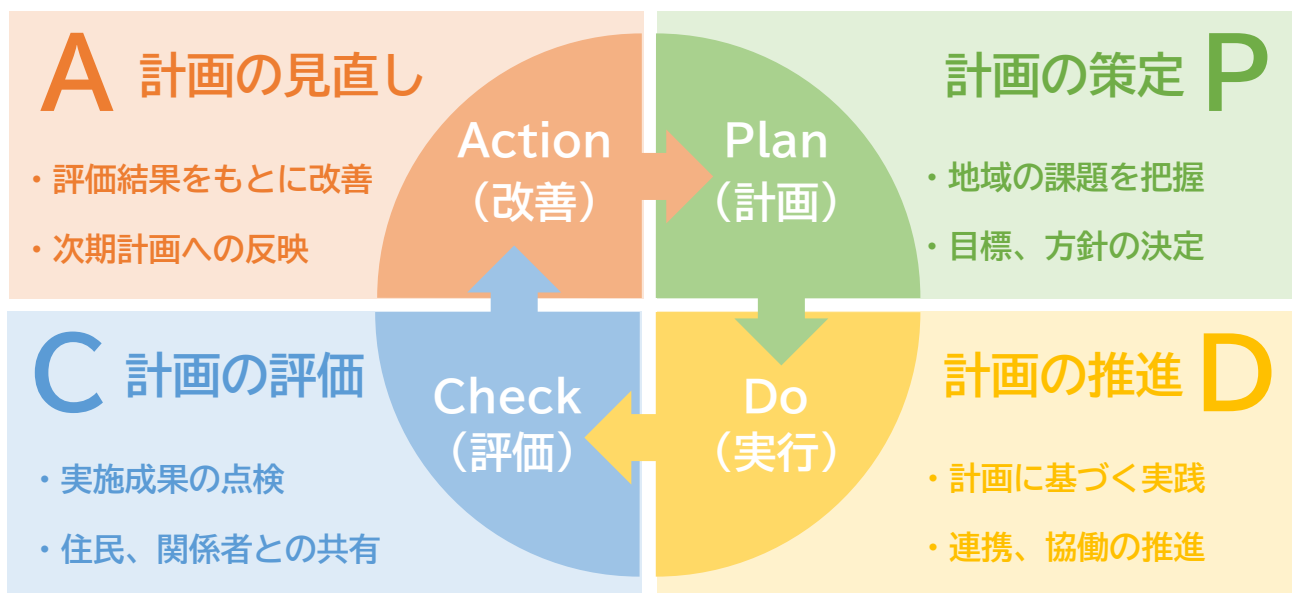 A 計画の見直し
・評価結果をもとに改善
・次期計画への反映
Action
（改善）
Plan
（計画）
計画の策定 P
・地域の課題を把握
・目標、方針の決定
C 計画の評価
・実施成果の点検
・住民、関係者との共有
Check
（評価）
Do
（実行）
計画の推進 D
・計画に基づく実践
・連携、協働の推進